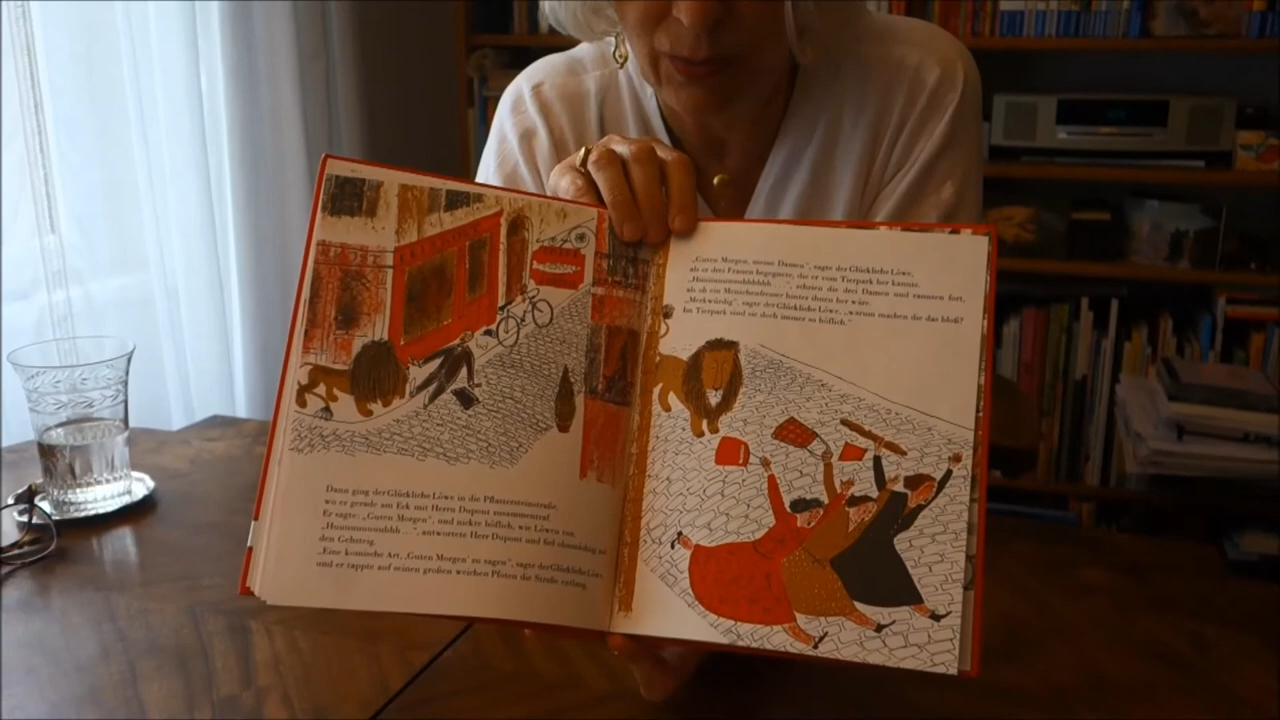 Dann ging der Glückliche Löwe in die Pflastersteinstraße,
wo er gerade am Eck mit Herrn Dupont zusammentraf.
Er sagte: „Guten Morgen“, und nickte höflich, wie Löwen tun.
antwortete Herr Dupont und fiel ohnmächtig auf
den Gehsteig.
„Eine komische Art, ‚Guten Morgen‘ zu sagen“, sagte der Glückliche Löwe,
und er tappte auf seinen großen weichen Pfoten die Straße entlang.
„Guten Morgen, meine Damen“, sagte der Glückliche Löwe,
als er drei Frauen begegnete, die er vom Tierpark her kannte.
schrien die drei Damen und rannten fort,
als ob ein Menschenfresser hinter ihnen her wäre.
„Merkwürdig“, sagte der Glückliche Löwe, „warum machen die das bloß?
Im Tierpark sind sie doch immer so höflich.“